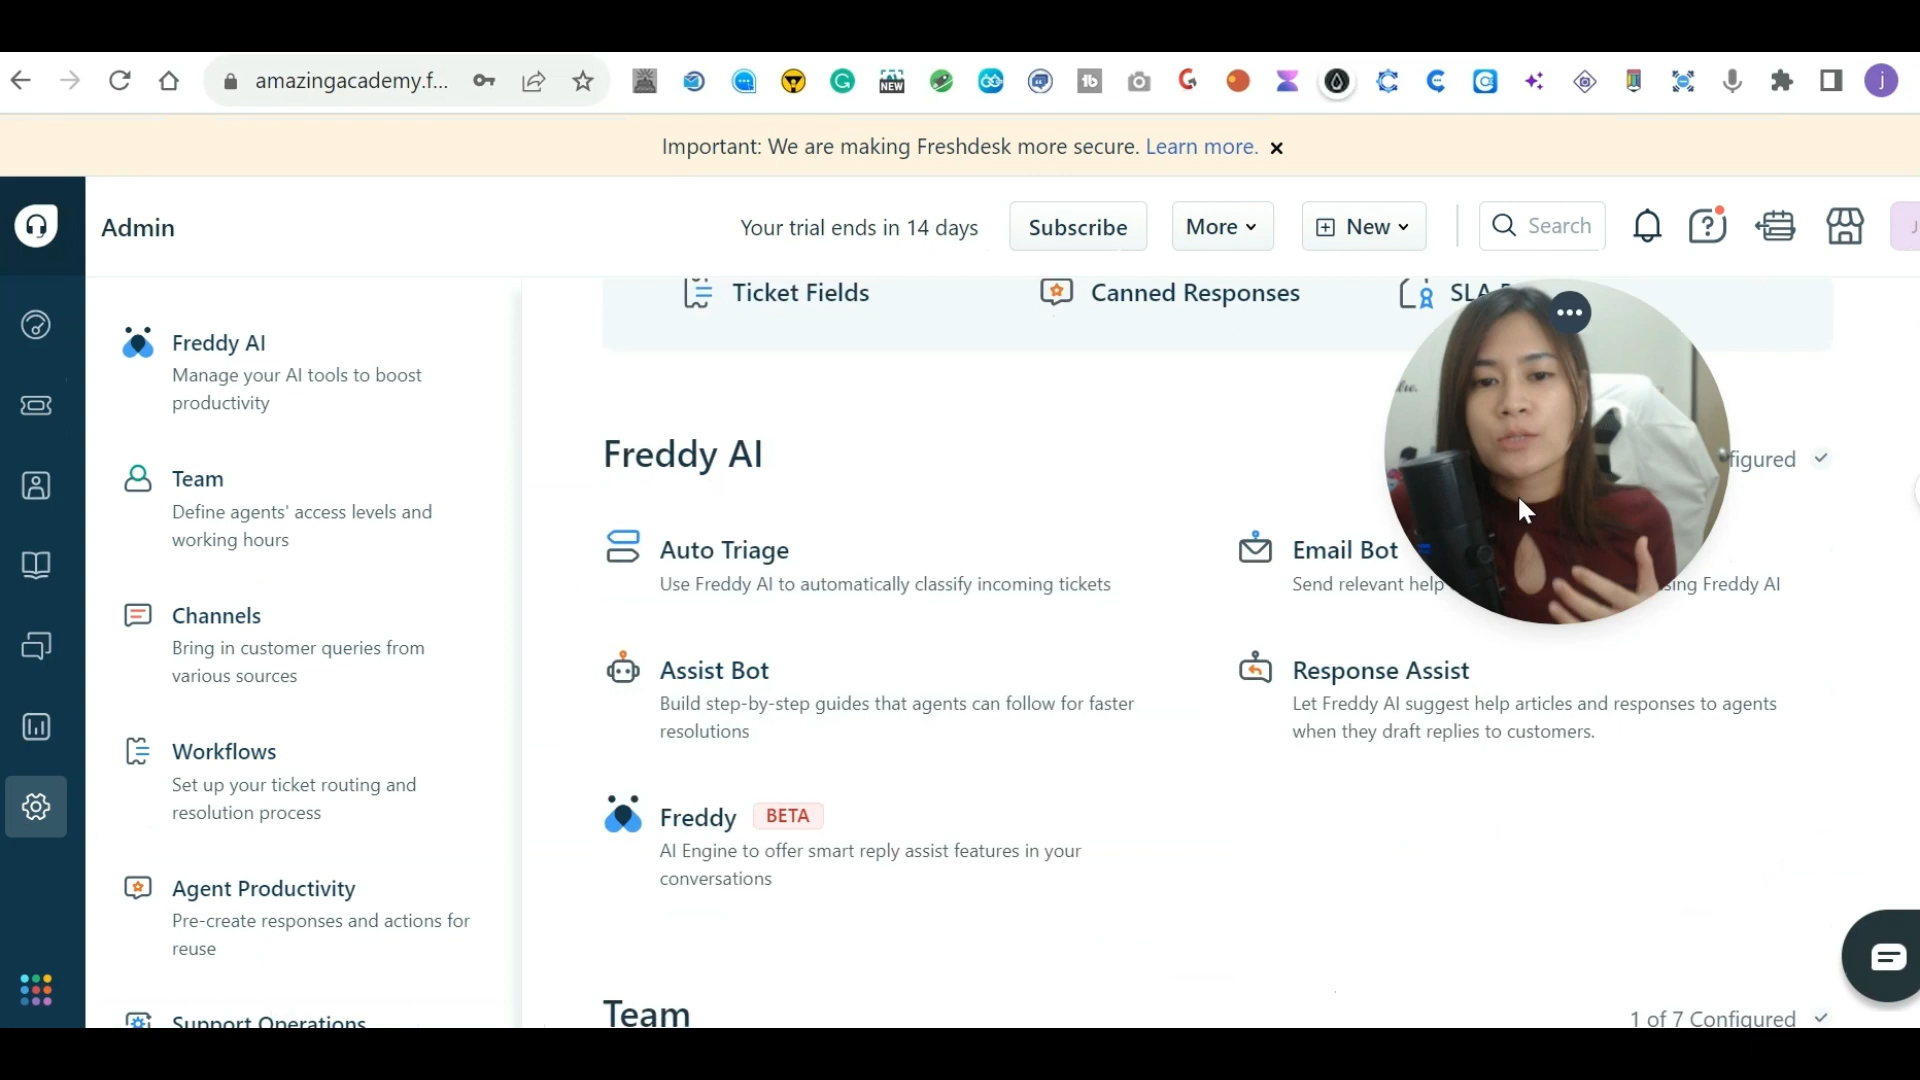 amazingacademy.f...
NEW
tb
j
Important: We are making Freshdesk more secure. Learn more.
Admin
Your trial ends in 14 days
Subscribe
More
New
Search
J
Ticket Fields
Canned Responses
SLA
Freddy AI
Manage your AI tools to boost
productivity
Team
Define agents' access levels and
working hours
Channels
Bring in customer queries from
various sources
Workflows
Set up your ticket routing and
resolution process
Agent Productivity
Pre-create responses and actions for
reuse
Support Operations
Freddy AI
figured
Auto Triage
Use Freddy AI to automatically classify incoming tickets
Email Bot
Send relevant help
sing Freddy AI
Assist Bot
Build step-by-step guides that agents can follow for faster
resolutions
Response Assist
Let Freddy AI suggest help articles and responses to agents
when they draft replies to customers.
Freddy BETA
AI Engine to offer smart reply assist features in your
conversations
Team
1 of 7 Configured